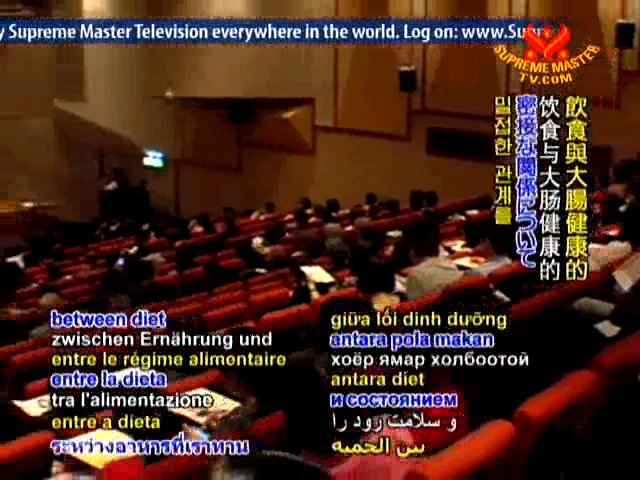 y Supreme Master Television everywhere in the world. Log on: www.Supr
SUPREME MASTER
TV.COM
飲食與大腸健康的
饮食与大肠健康的
密接な関係について
밀접한 관계를
between diet
zwischen Ernährung und
entre le régime alimentaire
entre la dieta
tra l'alimentazione
entre a dieta
ระหว่างอาหารที่เราทาน
giữa lối dinh dưỡng
antara pola makan
хоёр ямар холбоотой
antara diet
и состоянием
و سلامت روده را
بين الحمية